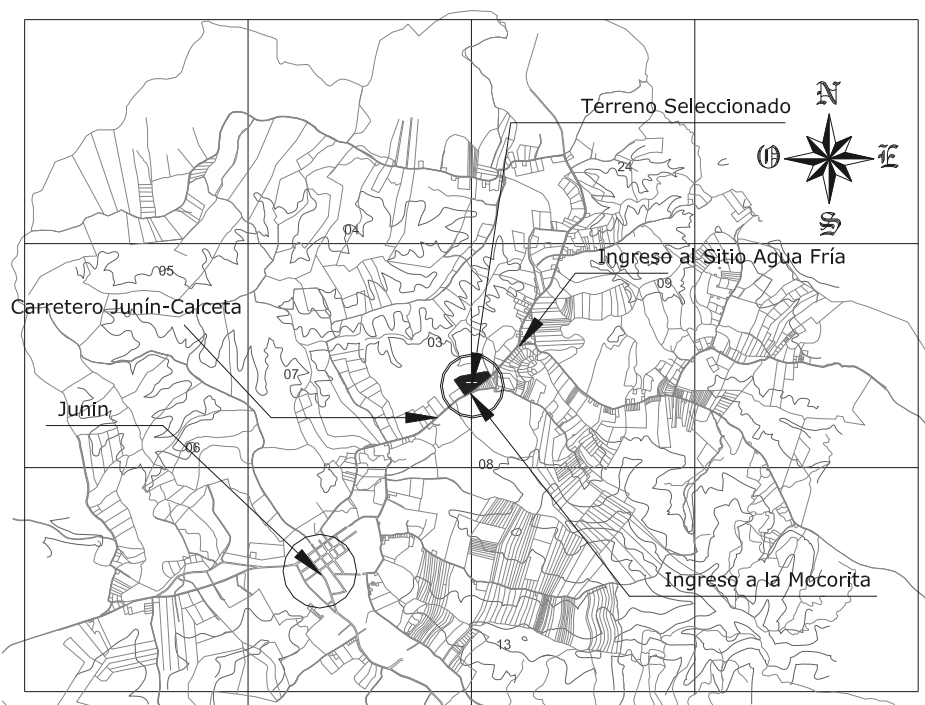 Terreno Seleccionado
N
O
E
S
24
04
Ingreso al Sitio Agua Fría
05
09
Carretero Junín-Calceta
03
07
Junín
06
08
Ingreso a la Mocorita
13